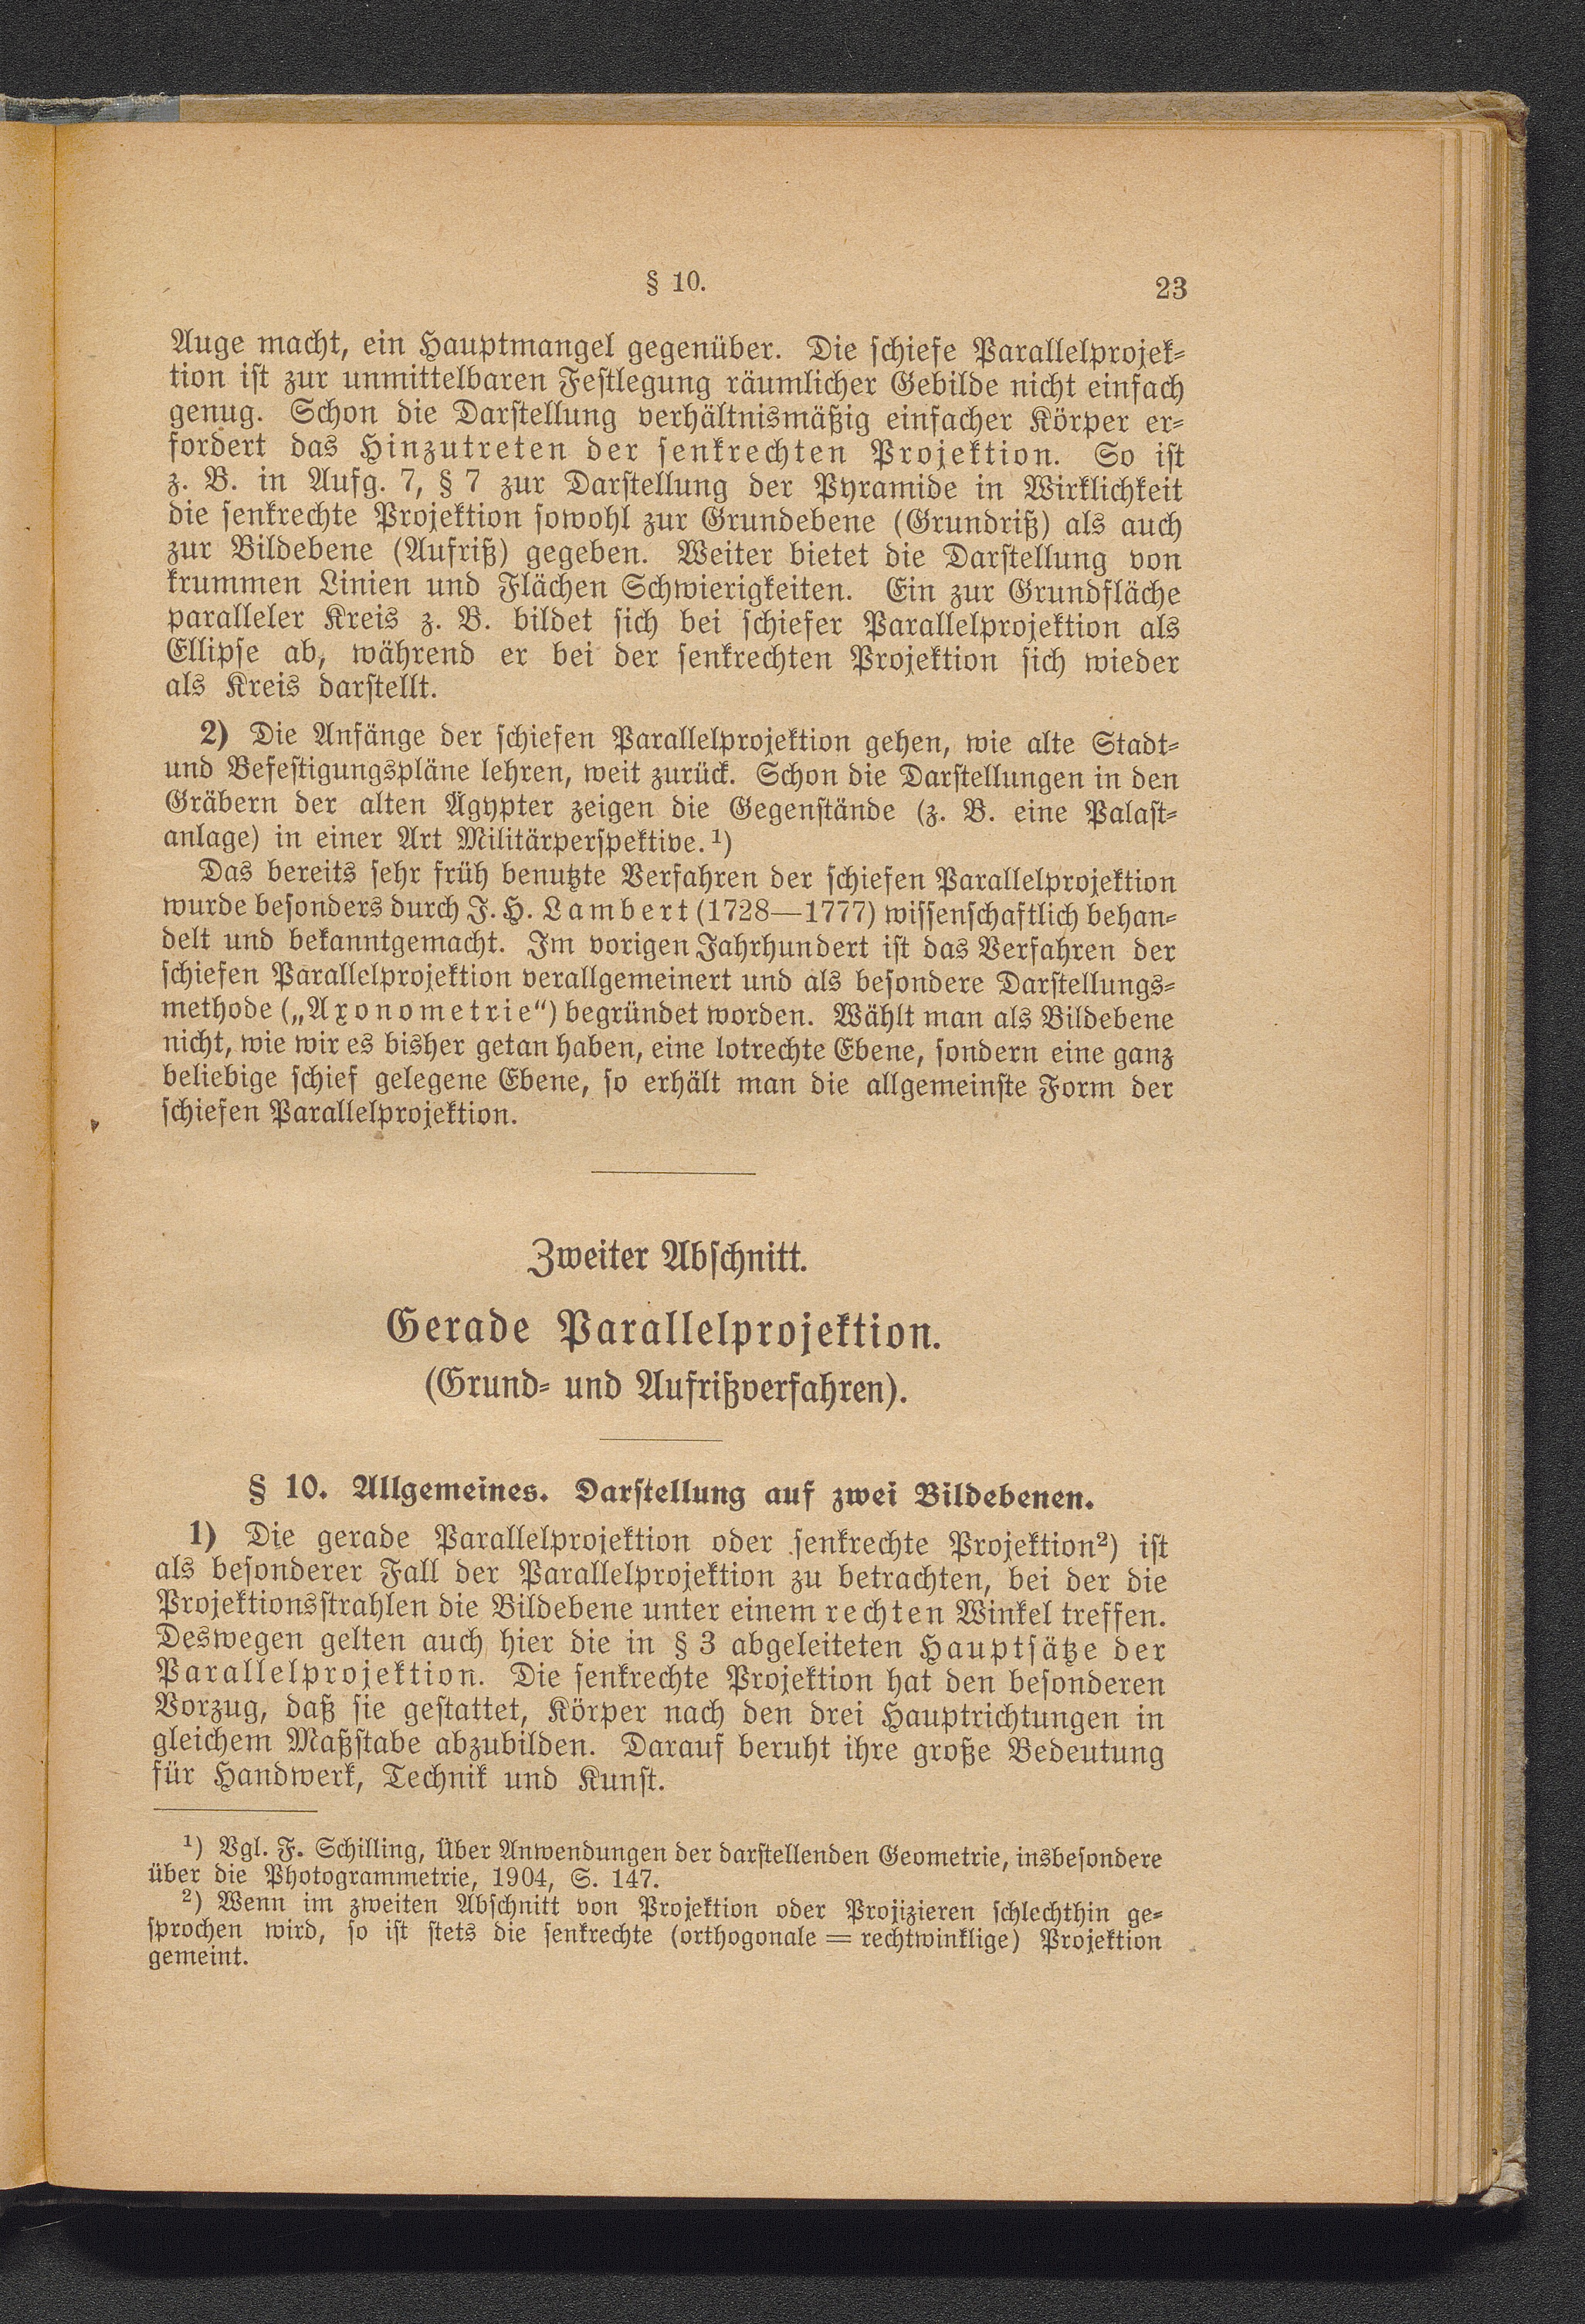 § 10.
23
Auge macht, ein Hauptmangel gegenüber. Die schiefe Parallelprojek-
tion ist zur unmittelbaren Festlegung räumlicher Gebilde nicht einfach
genug. Schon die Darstellung verhältnismäßig einfacher Körper er-
fordert das Hinzutreten der senkrechten Projektion. So ist
z. B. in Aufg. 7, § 7 zur Darstellung der Pyramide in Wirklichkeit
die senkrechte Projektion sowohl zur Grundebene (Grundriß) als auch
zur Bildebene (Aufriß) gegeben. Weiter bietet die Darstellung von
krummen Linien und Flächen Schwierigkeiten. Ein zur Grundfläche
paralleler Kreis z. B. bildet sich bei schiefer Parallelprojektion als
Ellipse ab, während er bei der senkrechten Projektion sich wieder
als Kreis darstellt.
2) Die Anfänge der schiefen Parallelprojektion gehen, wie alte Stadt-
und Befestigungspläne lehren, weit zurück. Schon die Darstellungen in den
Gräbern der alten Ägypter zeigen die Gegenstände (z. B. eine Palast-
anlage) in einer Art Militärperspektive.¹)
Das bereits sehr früh benutzte Verfahren der schiefen Parallelprojektion
wurde besonders durch J. H. Lambert (1728—1777) wissenschaftlich behan-
delt und bekanntgemacht. Im vorigen Jahrhundert ist das Verfahren der
schiefen Parallelprojektion verallgemeinert und als besondere Darstellungs-
methode („Axonometrie“) begründet worden. Wählt man als Bildebene
nicht, wie wir es bisher getan haben, eine lotrechte Ebene, sondern eine ganz
beliebige schief gelegene Ebene, so erhält man die allgemeinste Form der
schiefen Parallelprojektion.
Zweiter Abschnitt.
Gerade Parallelprojektion.
(Grund- und Aufrißverfahren).
§ 10. Allgemeines. Darstellung auf zwei Bildebenen.
1) Die gerade Parallelprojektion oder senkrechte Projektion²) ist
als besonderer Fall der Parallelprojektion zu betrachten, bei der die
Projektionsstrahlen die Bildebene unter einem rechten Winkel treffen.
Deswegen gelten auch hier die in § 3 abgeleiteten Hauptsätze der
Parallelprojektion. Die senkrechte Projektion hat den besonderen
Vorzug, daß sie gestattet, Körper nach den drei Hauptrichtungen in
gleichem Maßstabe abzubilden. Darauf beruht ihre große Bedeutung
für Handwerk, Technik und Kunst.
¹) Vgl. F. Schilling, Über Anwendungen der darstellenden Geometrie, insbesondere
über die Photogrammetrie, 1904, S. 147.
²) Wenn im zweiten Abschnitt von Projektion oder Projizieren schlechthin ge-
sprochen wird, so ist stets die senkrechte (orthogonale = rechtwinklige) Projektion
gemeint.